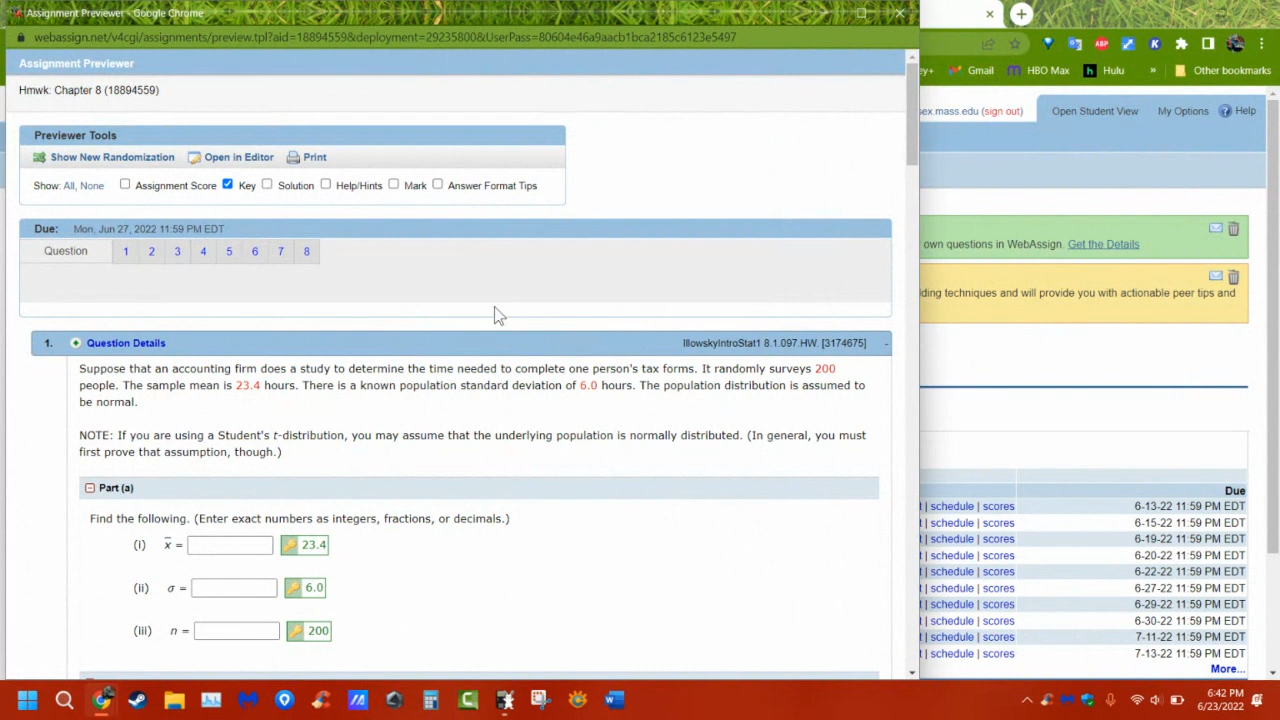 Assignment Previewer - Google Chrome
webassign.net/v4cgi/assignments/preview.tpl?aid=18894559&deployment=29235800&UserPass=80604e46a9aacb1bca2185c6123e5497
Assignment Previewer
Hmwk: Chapter 8 (18894559)
Previewer Tools
Show New Randomization Open in Editor Print
Show: All, None Assignment Score Key Solution Help/Hints Mark Answer Format Tips
Due: Mon, Jun 27, 2022 11:59 PM EDT
Question 1 2 3 4 5 6 7 8
1. Question Details IllowskyIntroStat1 8.1.097.HW. [3174675] -
Suppose that an accounting firm does a study to determine the time needed to complete one person's tax forms. It randomly surveys 200
people. The sample mean is 23.4 hours. There is a known population standard deviation of 6.0 hours. The population distribution is assumed to
be normal.
NOTE: If you are using a Student's t-distribution, you may assume that the underlying population is normally distributed. (In general, you must
first prove that assumption, though.)
Part (a)
Find the following. (Enter exact numbers as integers, fractions, or decimals.)
(i) x̄ = 23.4
(ii) σ = 6.0
(iii) n = 200
ey+ Gmail HBO Max Hulu » Other bookmarks
sex.mass.edu (sign out) Open Student View My Options Help
own questions in WebAssign. Get the Details
lding techniques and will provide you with actionable peer tips and
Due
| schedule | scores 6-13-22 11:59 PM EDT
| schedule | scores 6-15-22 11:59 PM EDT
| schedule | scores 6-19-22 11:59 PM EDT
| schedule | scores 6-20-22 11:59 PM EDT
| schedule | scores 6-22-22 11:59 PM EDT
| schedule | scores 6-27-22 11:59 PM EDT
| schedule | scores 6-29-22 11:59 PM EDT
| schedule | scores 6-30-22 11:59 PM EDT
| schedule | scores 7-11-22 11:59 PM EDT
| schedule | scores 7-13-22 11:59 PM EDT
More...
6:42 PM
6/23/2022